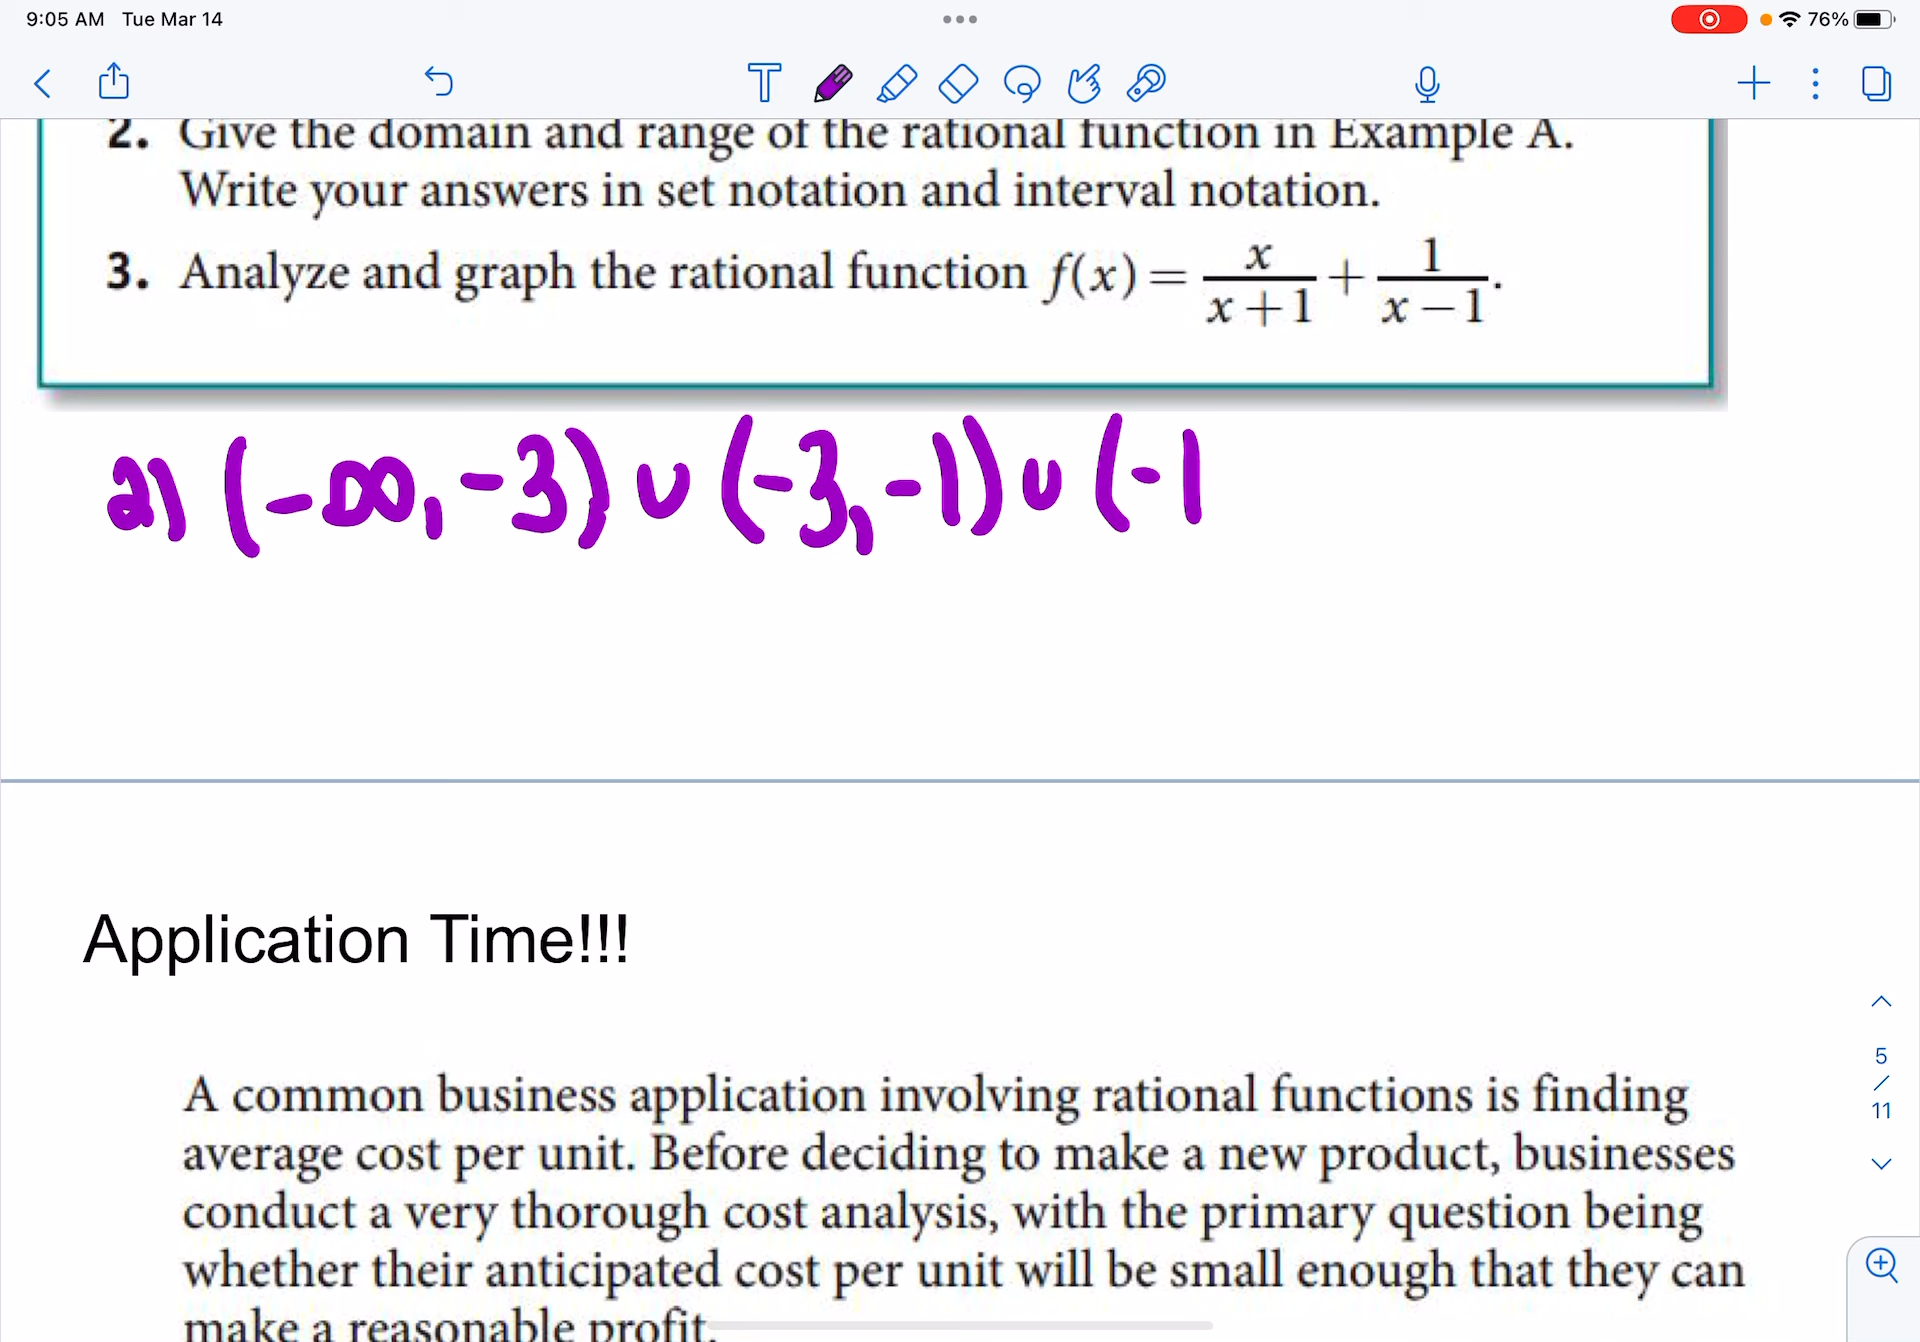 9:05 AM Tue Mar 14
76%
2. Give the domain and range of the rational function in Example A.
Write your answers in set notation and interval notation.
3. Analyze and graph the rational function f(x) = x/(x + 1) + 1/(x − 1).
2) (-∞, -3) ∪ (-3, -1) ∪ (-1
Application Time!!!
A common business application involving rational functions is finding
average cost per unit. Before deciding to make a new product, businesses
conduct a very thorough cost analysis, with the primary question being
whether their anticipated cost per unit will be small enough that they can
make a reasonable profit.
5
/
11